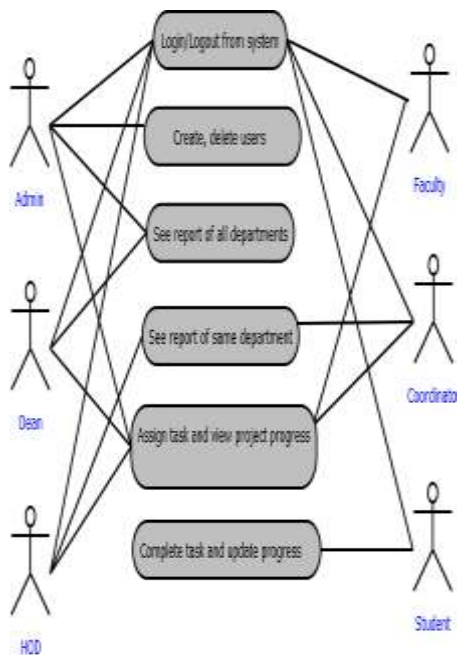 Login/Logout from system
Create, delete users
See report of all departments
See report of same department
Assign task and view project progress
Complete task and update progress
Admin
Dean
HOD
Faculty
Coordinato
Student